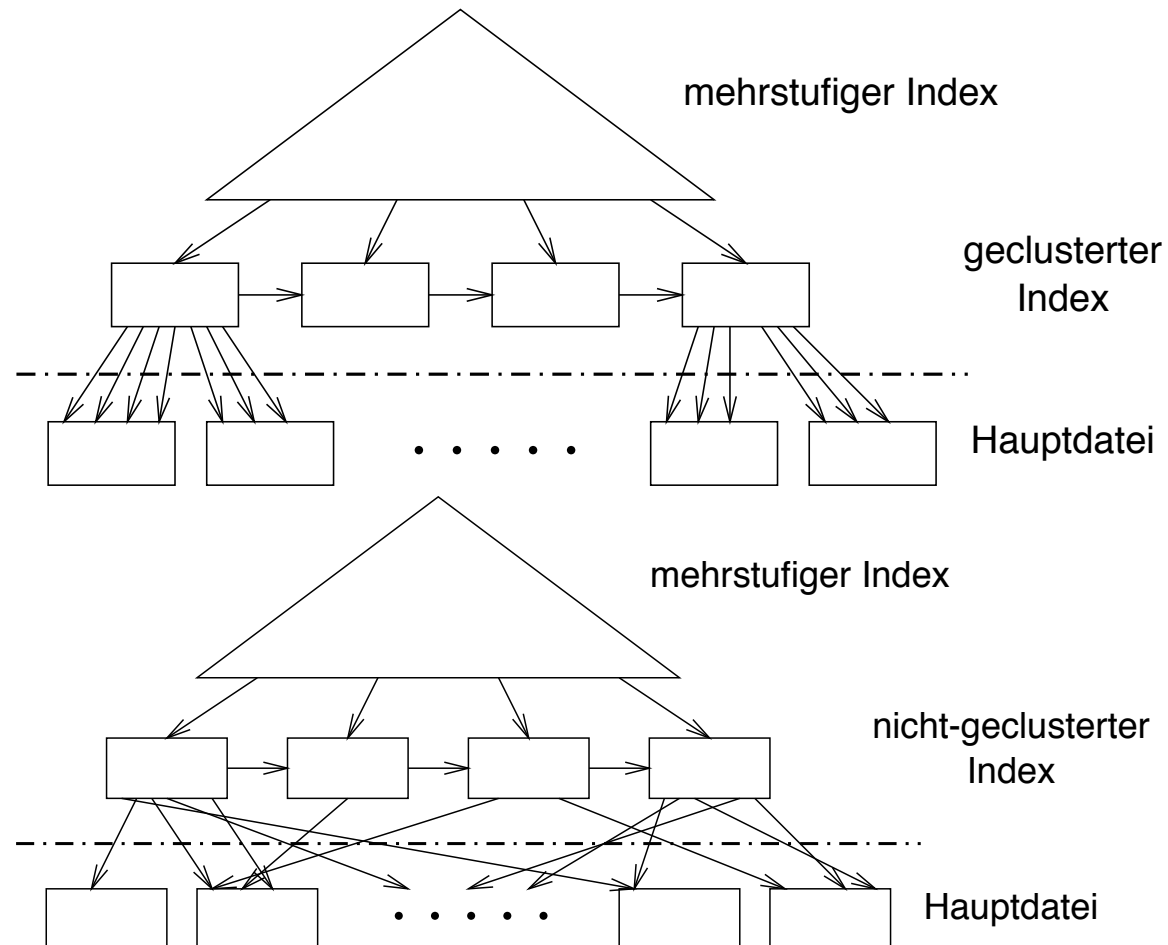 mehrstufiger Index
geclusterter
Index
Hauptdatei
mehrstufiger Index
nicht-geclusterter
Index
Hauptdatei